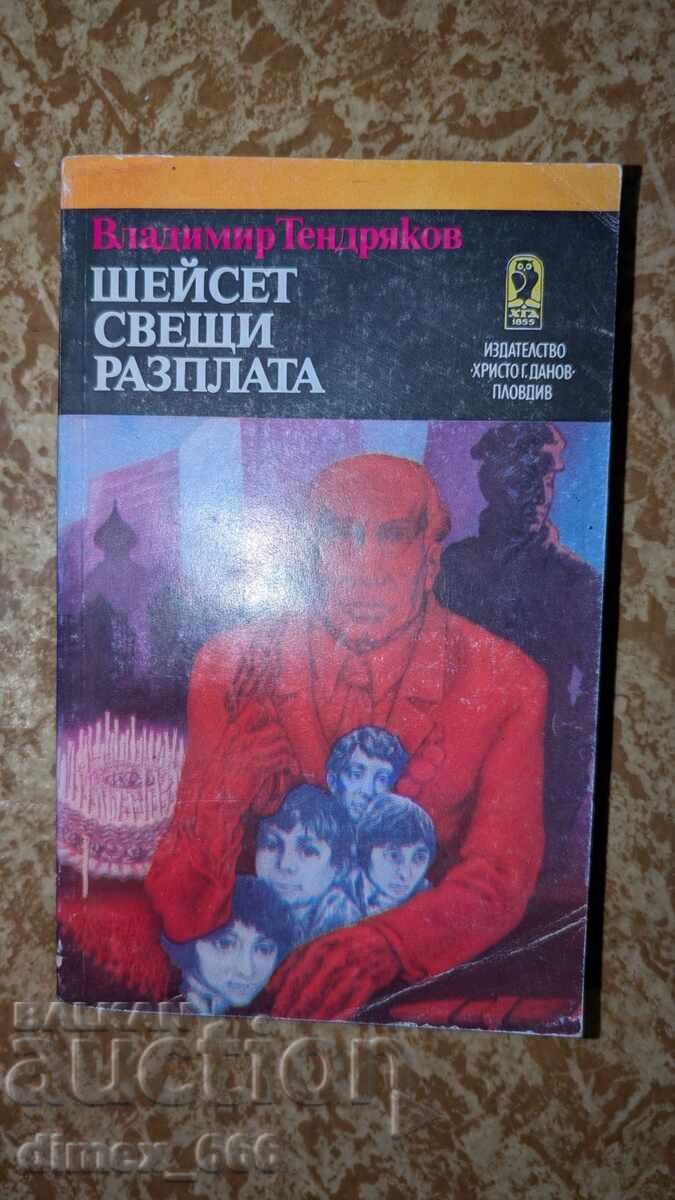 Владимир Тендряков
ШЕЙСЕТ
СВЕЩИ
РАЗПЛАТА
ХГД
1855
ИЗДАТЕЛСТВО
·ХРИСТО Г. ДАНОВ·
ПЛОВДИВ
BALKAN
auction
dimex_666